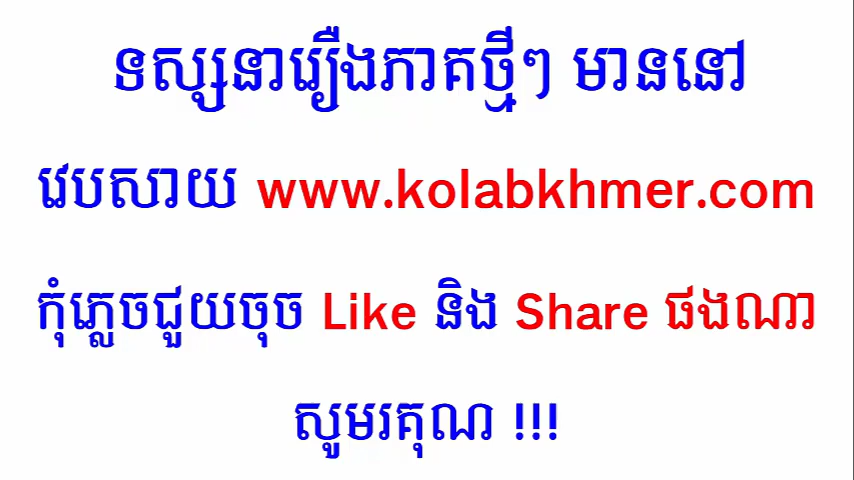 ទស្សនារឿងភាគថ្មីៗ មាននៅ
វេបសាយ www.kolabkhmer.com
កុំភ្លេចជួយចុច Like និង Share ផងណា
សូមរគុណ !!!